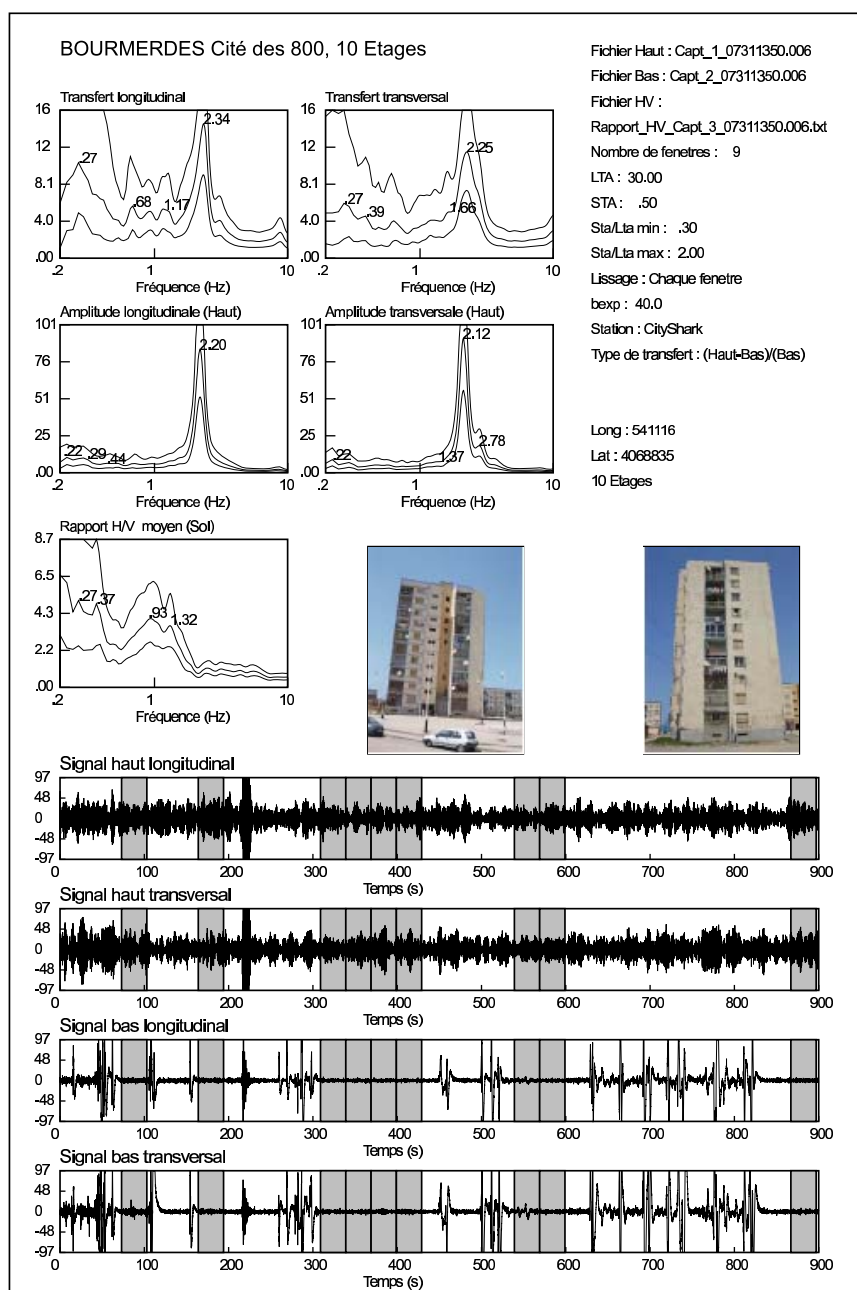 BOURMERDES Cité des 800, 10 Etages
Fichier Haut : Capt_1_07311350.006
Fichier Bas : Capt_2_07311350.006
Fichier HV :
Rapport_HV_Capt_3_07311350.006.txt
Nombre de fenetres : 9
LTA : 30.00
STA : .50
Sta/Lta min : .30
Sta/Lta max : 2.00
Lissage : Chaque fenetre
bexp : 40.0
Station : CityShark
Type de transfert : (Haut-Bas)/(Bas)
Long : 541116
Lat : 4068835
10 Etages
Transfert longitudinal
16
12
8.1
4.0
.00
.27
.68
1.17
2.34
.2 1 10
Fréquence (Hz)
Transfert transversal
16
12
8.1
4.0
.00
.27
.39
1.66
2.25
.2 1 10
Fréquence (Hz)
Amplitude longitudinale (Haut)
101
76
51
25
.00
.22
.29
.44
2.20
.2 1 10
Fréquence (Hz)
Amplitude transversale (Haut)
101
76
51
25
.00
.22
1.37
2.12
2.78
.2 1 10
Fréquence (Hz)
Rapport H/V moyen (Sol)
8.7
6.5
4.3
2.2
.00
.27
.37
.93
1.32
.2 1 10
Fréquence (Hz)
Signal haut longitudinal
97
48
0
-48
-97
0 100 200 300 400 500 600 700 800 900
Temps (s)
Signal haut transversal
97
48
0
-48
-97
0 100 200 300 400 500 600 700 800 900
Temps (s)
Signal bas longitudinal
97
48
0
-48
-97
0 100 200 300 400 500 600 700 800 900
Temps (s)
Signal bas transversal
97
48
0
-48
-97
0 100 200 300 400 500 600 700 800 900
Temps (s)